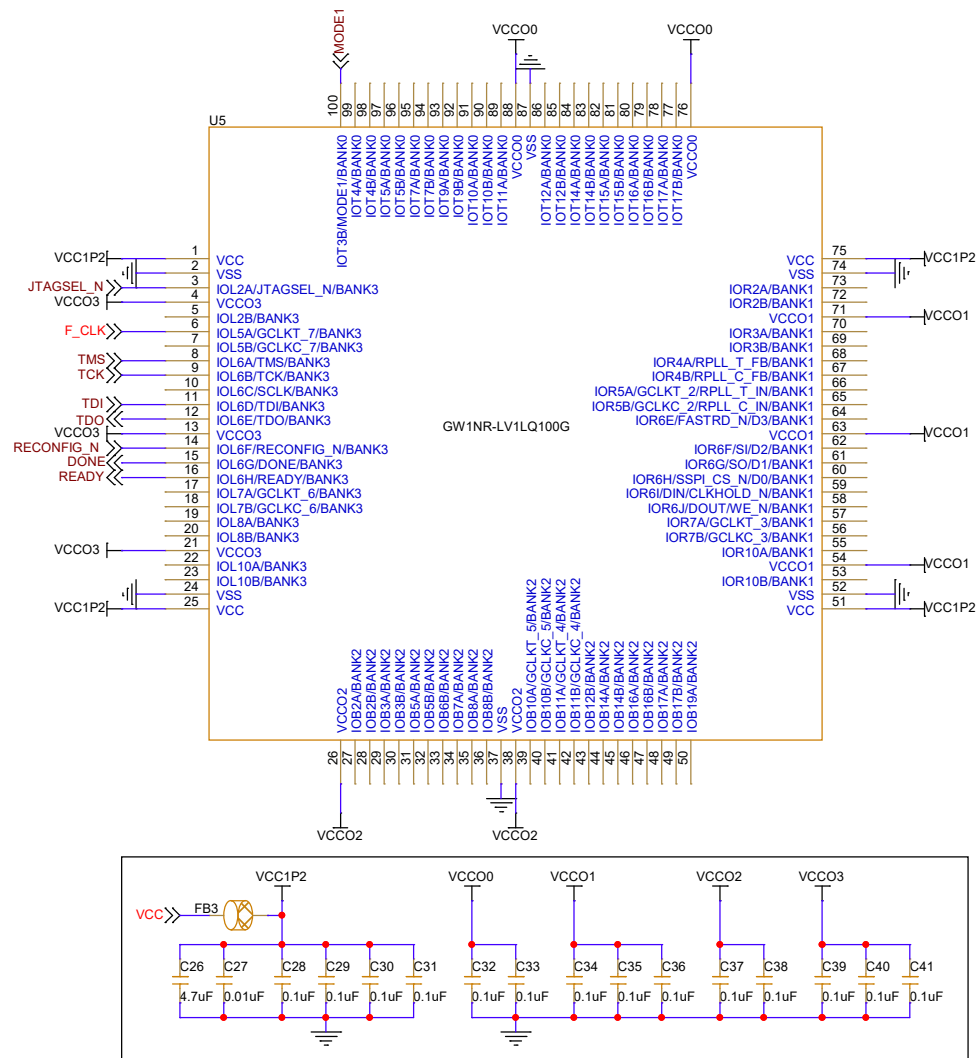 MODE1
VCCO0
VCCO0
100
99
98
97
96
95
94
93
92
91
90
89
88
87
86
85
84
83
82
81
80
79
78
77
76
U5
IOT3B/MODE1/BANK0
IOT4A/BANK0
IOT4B/BANK0
IOT5A/BANK0
IOT5B/BANK0
IOT7A/BANK0
IOT7B/BANK0
IOT9A/BANK0
IOT9B/BANK0
IOT10A/BANK0
IOT10B/BANK0
IOT11A/BANK0
VCCO0
VSS
IOT12A/BANK0
IOT12B/BANK0
IOT14A/BANK0
IOT14B/BANK0
IOT15A/BANK0
IOT15B/BANK0
IOT16A/BANK0
IOT16B/BANK0
IOT17A/BANK0
IOT17B/BANK0
VCCO0
VCC1P2 1 VCC
2 VSS
JTAGSEL_N 3 IOL2A/JTAGSEL_N/BANK3
VCCO3 4 VCCO3
5 IOL2B/BANK3
F_CLK 6 IOL5A/GCLKT_7/BANK3
7 IOL5B/GCLKC_7/BANK3
TMS 8 IOL6A/TMS/BANK3
TCK 9 IOL6B/TCK/BANK3
10 IOL6C/SCLK/BANK3
TDI 11 IOL6D/TDI/BANK3
TDO 12 IOL6E/TDO/BANK3
VCCO3 13 VCCO3
RECONFIG_N 14 IOL6F/RECONFIG_N/BANK3
DONE 15 IOL6G/DONE/BANK3
READY 16 IOL6H/READY/BANK3
17 IOL7A/GCLKT_6/BANK3
18 IOL7B/GCLKC_6/BANK3
19 IOL8A/BANK3
20 IOL8B/BANK3
VCCO3 21 VCCO3
22 IOL10A/BANK3
23 IOL10B/BANK3
24 VSS
VCC1P2 25 VCC
GW1NR-LV1LQ100G
VCC 75 VCC1P2
VSS 74
IOR2A/BANK1 73
IOR2B/BANK1 72
VCCO1 71 VCCO1
IOR3A/BANK1 70
IOR3B/BANK1 69
IOR4A/RPLL_T_FB/BANK1 68
IOR4B/RPLL_C_FB/BANK1 67
IOR5A/GCLKT_2/RPLL_T_IN/BANK1 66
IOR5B/GCLKC_2/RPLL_C_IN/BANK1 65
IOR6E/FASTRD_N/D3/BANK1 64
VCCO1 63 VCCO1
IOR6F/SI/D2/BANK1 62
IOR6G/SO/D1/BANK1 61
IOR6H/SSPI_CS_N/D0/BANK1 60
IOR6I/DIN/CLKHOLD_N/BANK1 59
IOR6J/DOUT/WE_N/BANK1 58
IOR7A/GCLKT_3/BANK1 57
IOR7B/GCLKC_3/BANK1 56
IOR10A/BANK1 55
VCCO1 54 VCCO1
IOR10B/BANK1 53
VSS 52
VCC 51 VCC1P2
VCCO2
IOB2A/BANK2
IOB2B/BANK2
IOB3A/BANK2
IOB3B/BANK2
IOB5A/BANK2
IOB5B/BANK2
IOB6B/BANK2
IOB7A/BANK2
IOB8A/BANK2
IOB8B/BANK2
VSS
VCCO2
IOB10A/GCLKT_5/BANK2
IOB10B/GCLKC_5/BANK2
IOB11A/GCLKT_4/BANK2
IOB11B/GCLKC_4/BANK2
IOB12B/BANK2
IOB14A/BANK2
IOB14B/BANK2
IOB16A/BANK2
IOB16B/BANK2
IOB17A/BANK2
IOB17B/BANK2
IOB19A/BANK2
26
27
28
29
30
31
32
33
34
35
36
37
38
39
40
41
42
43
44
45
46
47
48
49
50
VCCO2 VCCO2
VCC1P2 VCCO0 VCCO1 VCCO2 VCCO3
VCC FB3
C26 C27 C28 C29 C30 C31 C32 C33 C34 C35 C36 C37 C38 C39 C40 C41
4.7uF 0.01uF 0.1uF 0.1uF 0.1uF 0.1uF 0.1uF 0.1uF 0.1uF 0.1uF 0.1uF 0.1uF 0.1uF 0.1uF 0.1uF 0.1uF